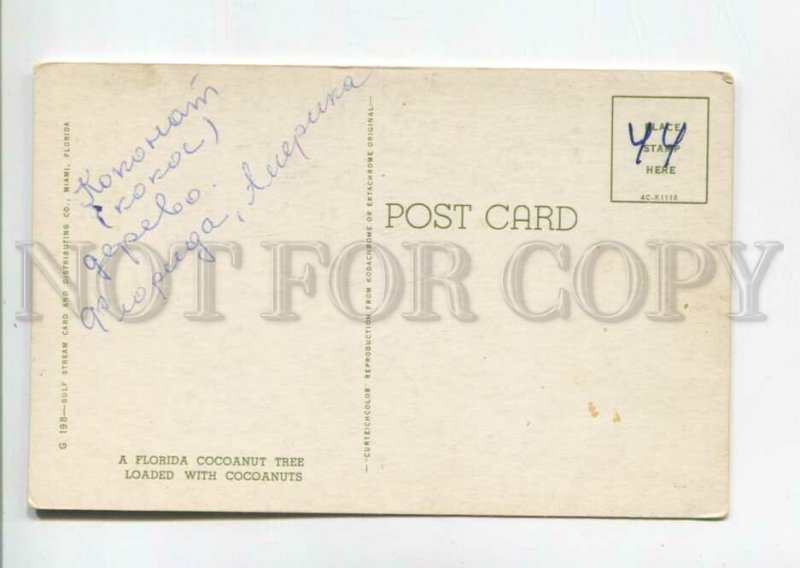 Коконат
(кокос)
дерево.
Флорида, Америка
G 198—GULF STREAM CARD AND DISTRIBUTING CO., MIAMI, FLORIDA
A FLORIDA COCOANUT TREE
LOADED WITH COCOANUTS
—"CURTEICHCOLOR" REPRODUCTION FROM KODACHROME OR EKTACHROME ORIGINAL—
POST CARD
PLACE
STAMP
HERE
44
4C-K1118
NOT FOR COPY